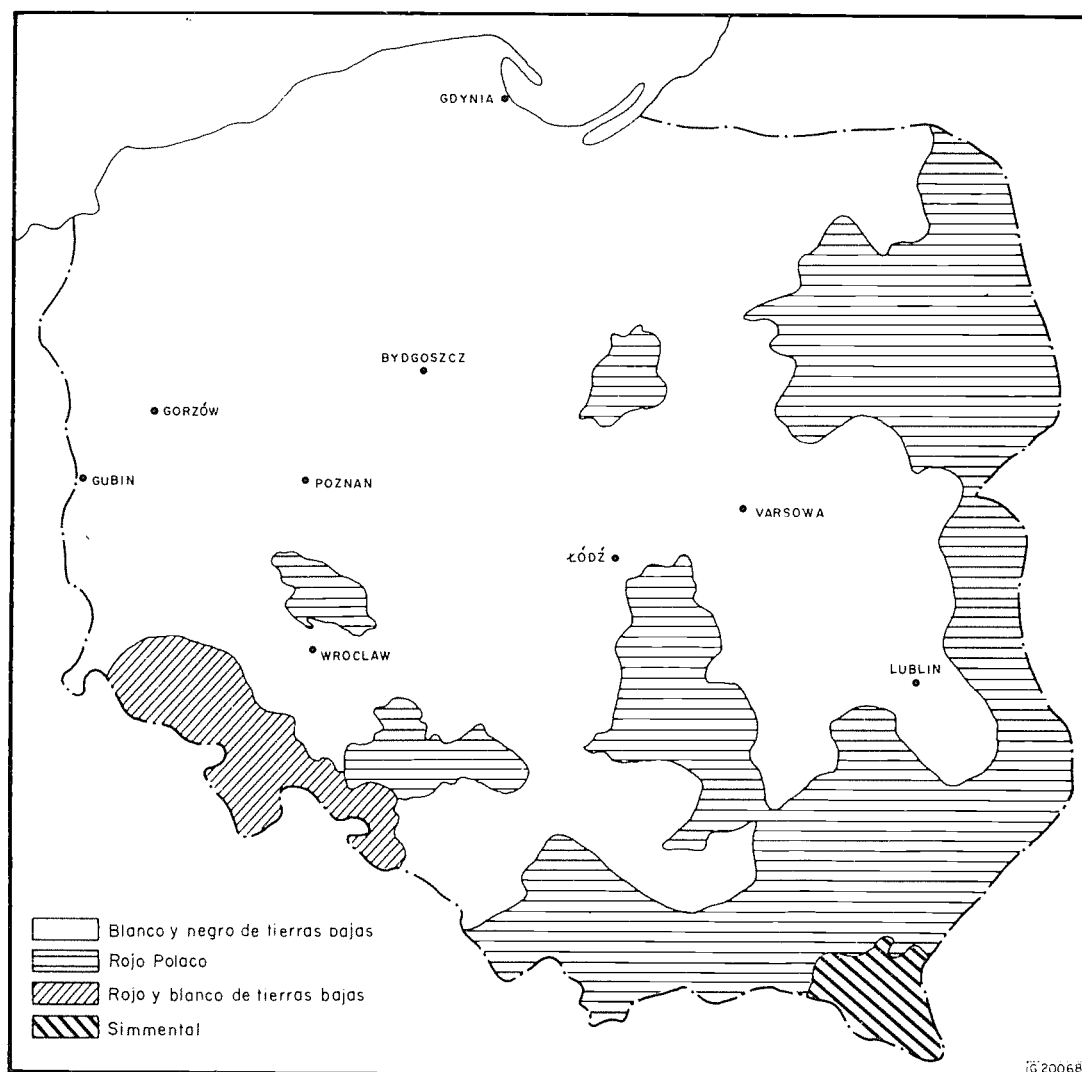 GDYNIA
BYDGOSZCZ
GORZÓW
GUBIN
POZNAN
VARSOWA
ŁÓDŹ
WROCLAW
LUBLIN
Blanco y negro de tierras bajas
Rojo Polaco
Rojo y blanco de tierras bajas
Simmental
IG 20068